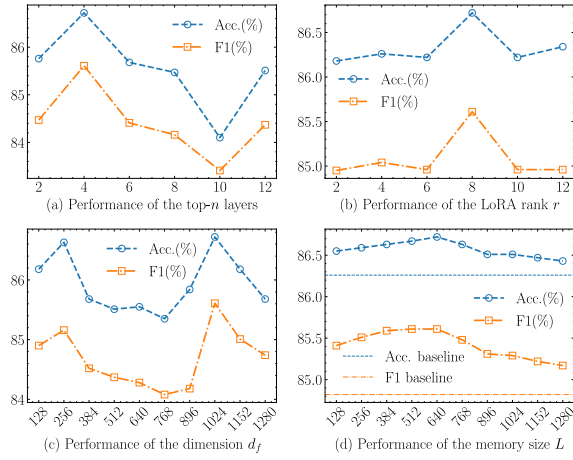 86
85
84
Acc.(%)
F1(%)
2 4 6 8 10 12
(a) Performance of the top-n layers
86.5
86.0
85.5
85.0
Acc.(%)
F1(%)
2 4 6 8 10 12
(b) Performance of the LoRA rank r
86
85
84
Acc.(%)
F1(%)
128 256 384 512 640 768 896 1024 1152 1280
(c) Performance of the dimension d_f
86.5
86.0
85.5
85.0
Acc.(%)
F1(%)
Acc. baseline
F1 baseline
128 256 384 512 640 768 896 1024 1152 1280
(d) Performance of the memory size L